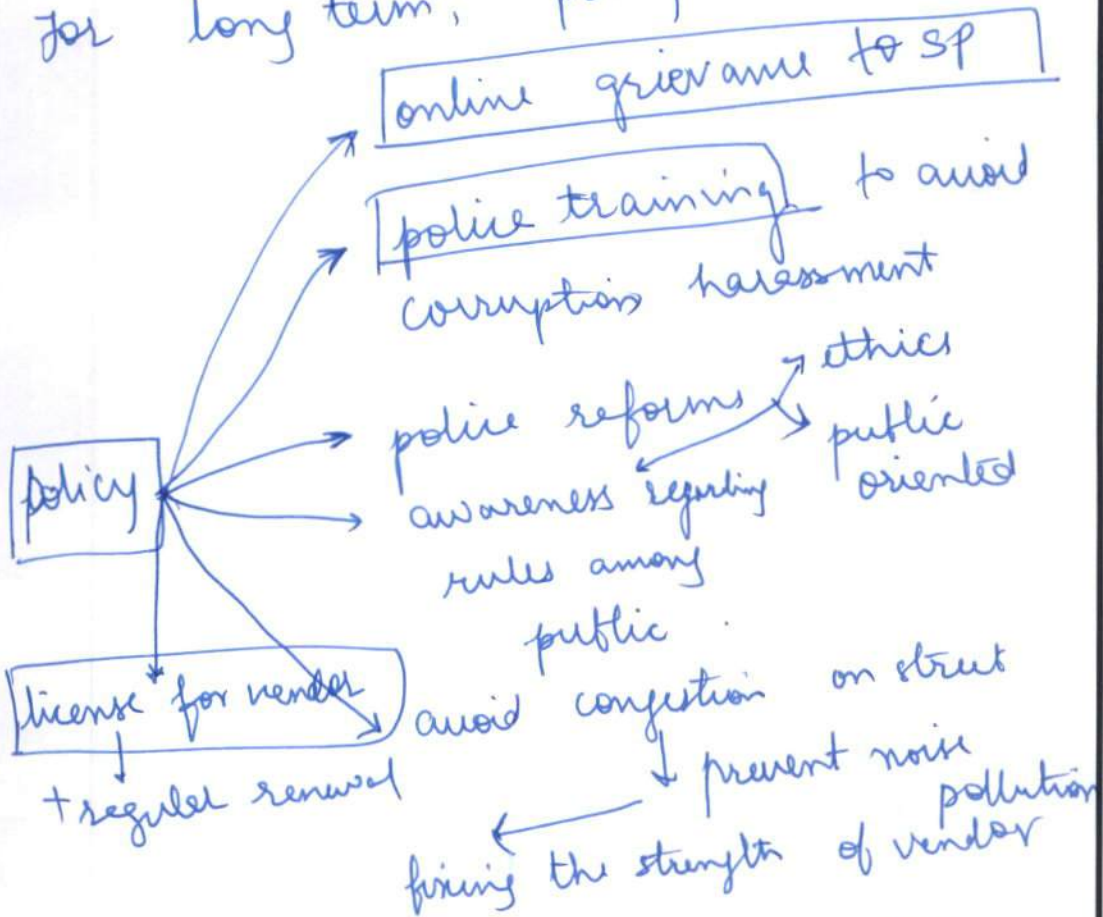 For long term,
online grievance to SP
police training to avoid
corruption harassment
police reforms
ethics
public
oriented
awareness regarding
rules among
public
policy
license for vendor
+ regular renewal
avoid congestion on street
prevent noise
pollution
fixing the strength of vendor